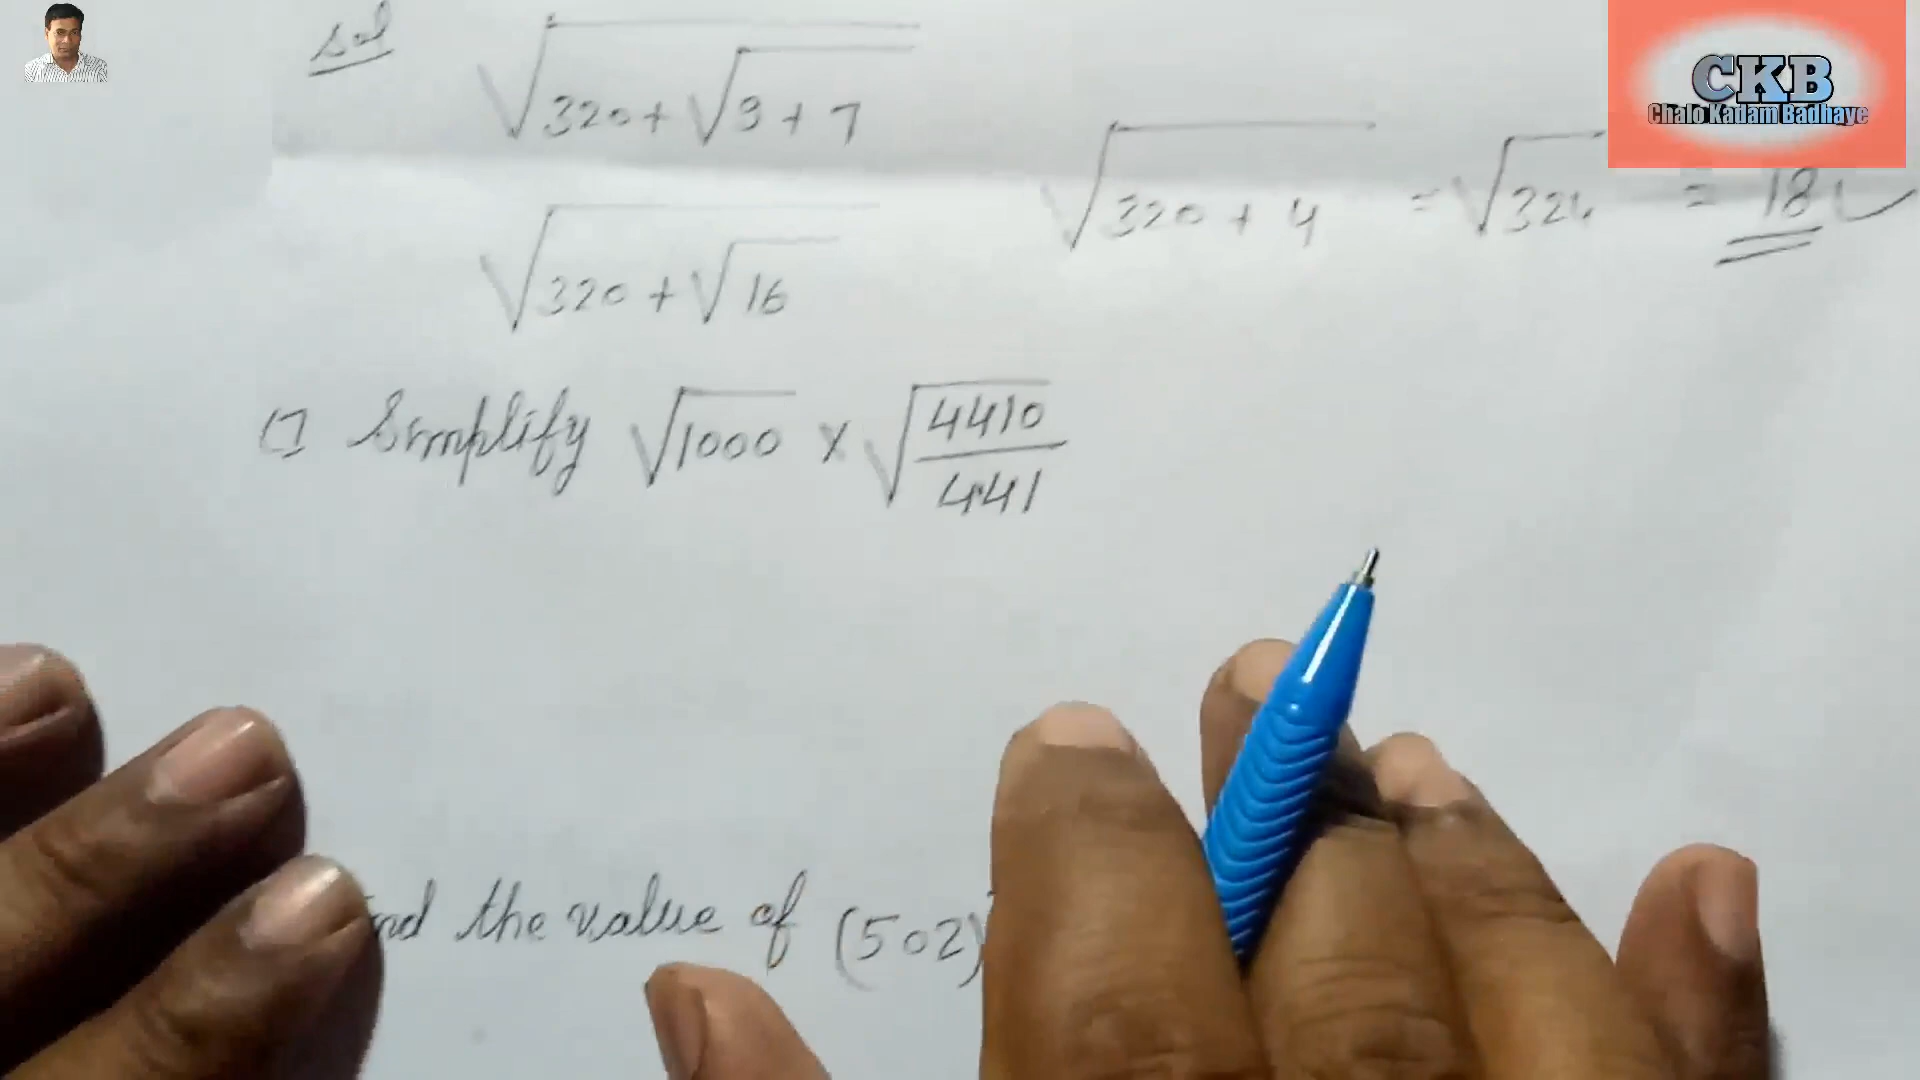 Sol √320 + √9 + 7
√320 + 4 = √324 = 18
√320 + √16
Simplify √1000 × √4410/441
the value of (502)
CKB
Chalo Kadam Badhaye